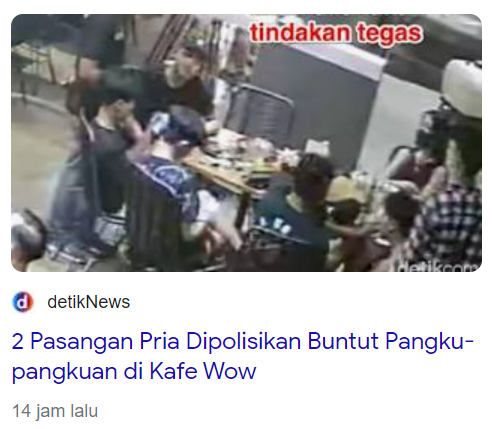 tindakan tegas
detikcom
detikNews
2 Pasangan Pria Dipolisikan Buntut Pangku-
pangkuan di Kafe Wow
14 jam lalu